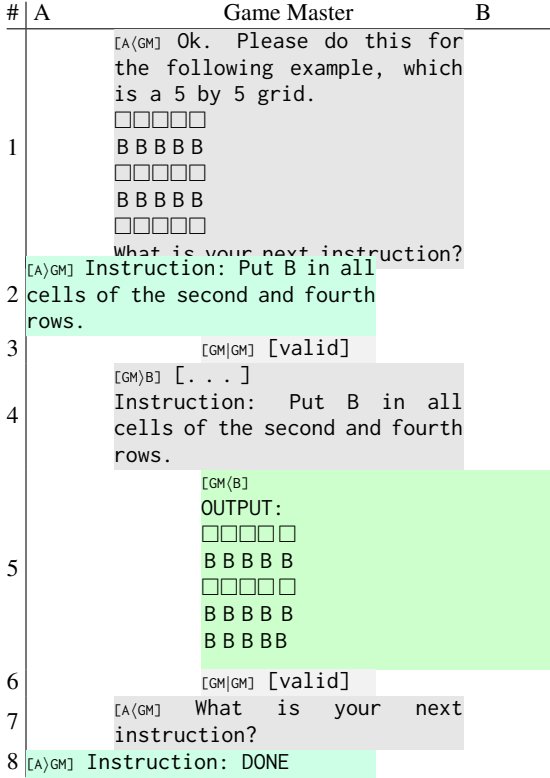 # A Game Master B
[A⟨GM] Ok. Please do this for
the following example, which
is a 5 by 5 grid.
□□□□□
B B B B B
□□□□□
B B B B B
□□□□□
What is your next instruction?
1
[A⟩GM] Instruction: Put B in all
2 cells of the second and fourth
rows.
3 [GM|GM] [valid]
[GM⟩B] [. . . ]
Instruction: Put B in all
4 cells of the second and fourth
rows.
[GM⟨B]
OUTPUT:
□□□□□
B B B B B
5 □□□□□
B B B B B
B B B B B
6 [GM|GM] [valid]
7 [A⟨GM] What is your next
instruction?
8 [A⟩GM] Instruction: DONE